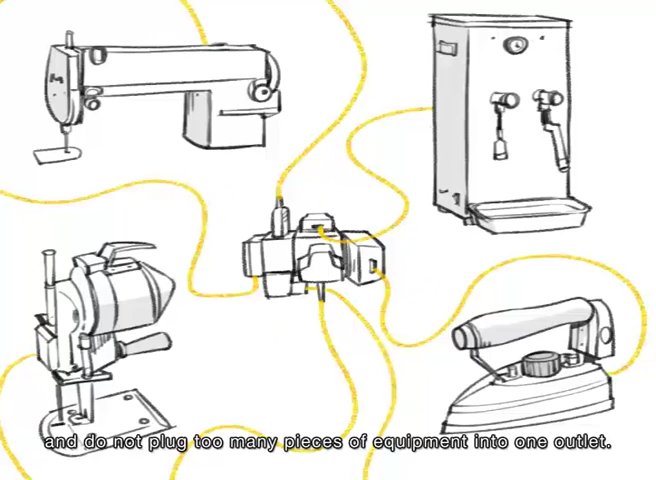 and do not plug too many pieces of equipment into one outlet.